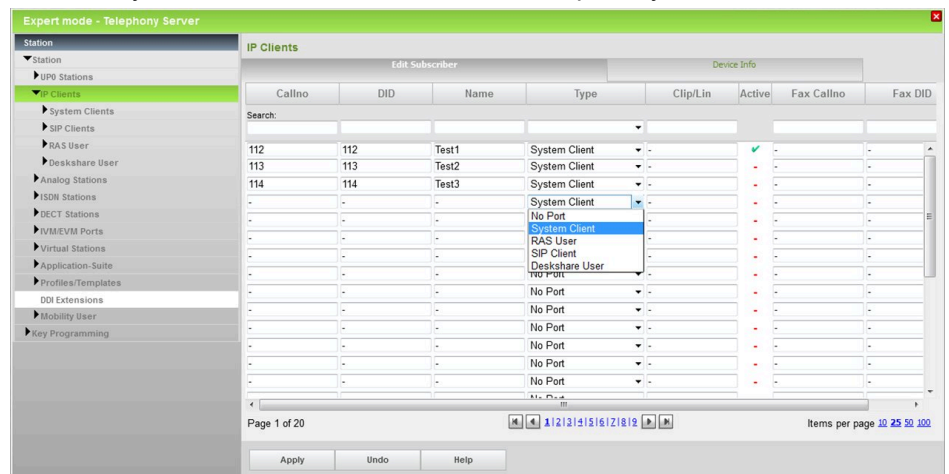 Expert mode - Telephony Server
Station
Station
UP0 Stations
IP Clients
System Clients
SIP Clients
RAS User
Deskshare User
Analog Stations
ISDN Stations
DECT Stations
IVM/EVM Ports
Virtual Stations
Application-Suite
Profiles/Templates
DDI Extensions
Mobility User
Key Programming
IP Clients
Edit Subscriber Device Info
Callno DID Name Type Clip/Lin Active Fax Callno Fax DID
Search:
112 112 Test1 System Client - ✔ - -
113 113 Test2 System Client - - - -
114 114 Test3 System Client - - - -
- - - System Client - - - -
No Port
System Client
RAS User
SIP Client
Deskshare User
- - - No Port - - - -
- - - No Port - - - -
- - - No Port - - - -
- - - No Port - - - -
- - - No Port - - - -
- - - No Port - - - -
- - - No Port - - - -
Page 1 of 20 1|2|3|4|5|6|7|8|9 Items per page 10 25 50 100
Apply Undo Help